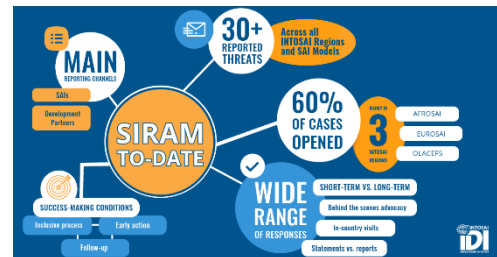 MAIN
REPORTING CHANNELS
SAIs
Development
Partners
30+
REPORTED
THREATS
Across all
INTOSAI Regions
and SAI Models
SIRAM
TO-DATE
60%
OF CASES
OPENED
MAINLY IN
3
INTOSAI
REGIONS
AFROSAI
EUROSAI
OLACEFS
SUCCESS-MAKING CONDITIONS
Inclusive process
Early action
Follow-up
WIDE
RANGE
OF RESPONSES
SHORT-TERM VS. LONG-TERM
Behind the scenes advocacy
In-country visits
Statements vs. reports
INTOSAI
IDI